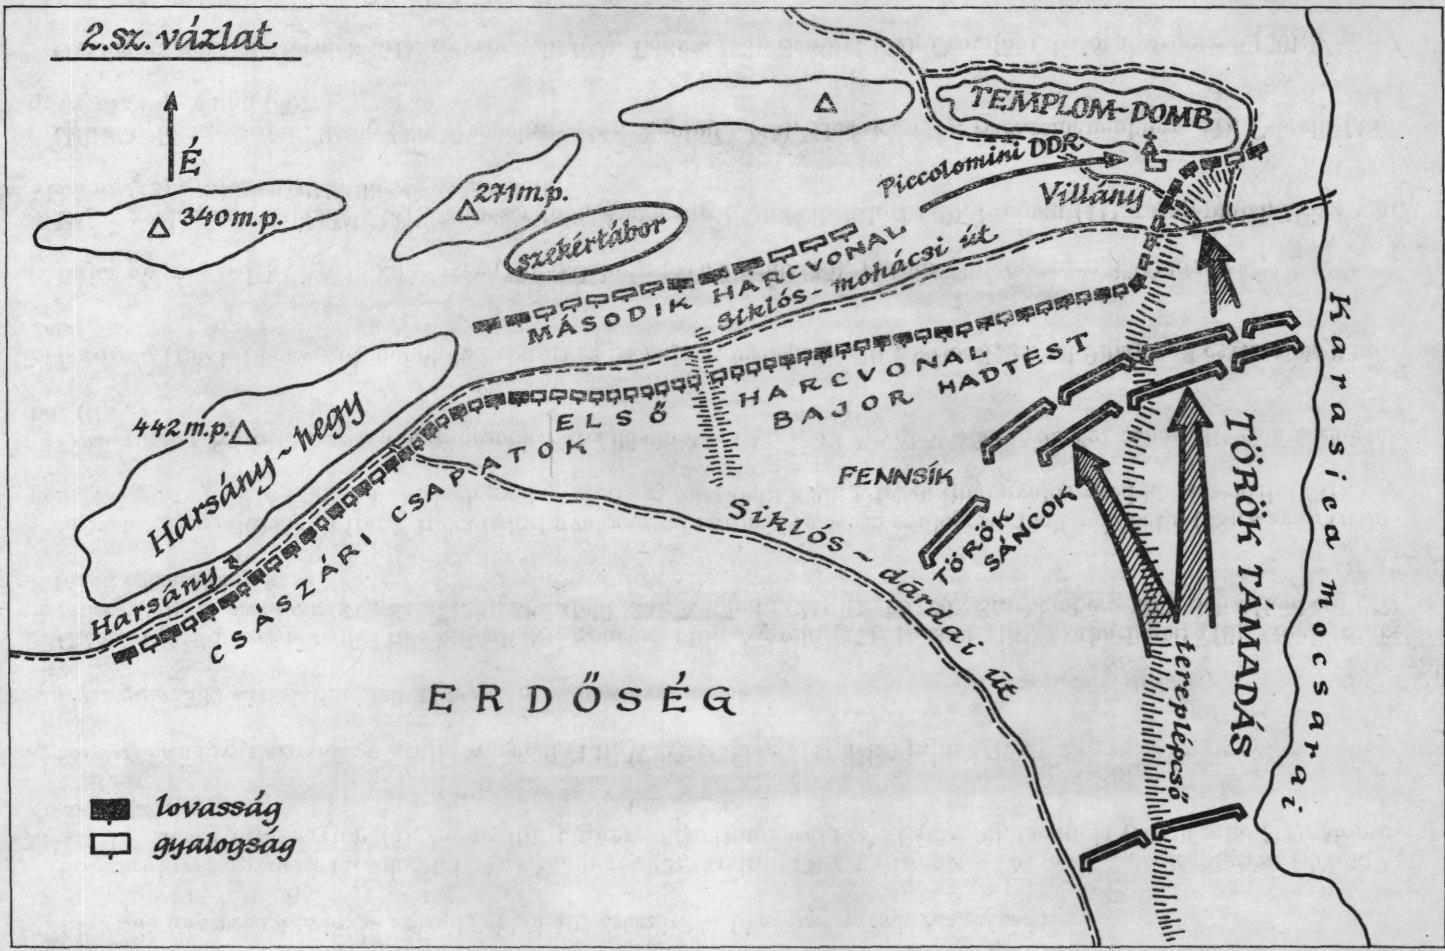 2.sz. vázlat
É
TEMPLOM-DOMB
Piccolomini DDR
Villány
340 m.p.
271 m.p.
szekértábor
MÁSODIK HARCVONAL
Siklós-mohácsi út
Karasica mocsarai
442 m.p.
Harsány-hegy
Harsány
ELSŐ HARCVONAL
CSÁSZÁRI CSAPATOK
BAJOR HADTEST
FENNSÍK
Siklós-dárdai út
TÖRÖK
SÁNCOK
TÖRÖK TÁMADÁS
tereplépcső
ERDŐSÉG
lovasság
gyalogság